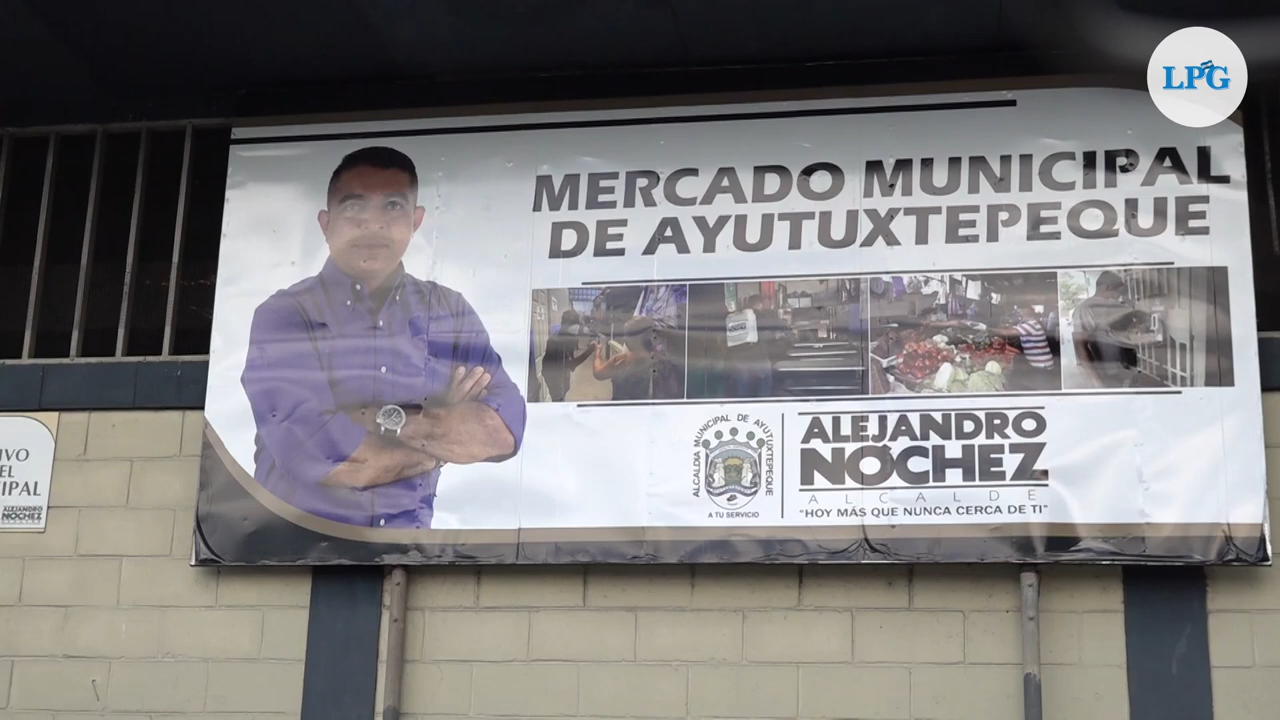 LPG
MERCADO MUNICIPAL
DE AYUTUXTEPEQUE
ALCALDIA MUNICIPAL DE AYUTUXTEPEQUE
A TU SERVICIO
ALEJANDRO
NÓCHEZ
ALCALDE
"HOY MÁS QUE NUNCA CERCA DE TI"
IVO
EL
IPAL
ALEJANDRO
NÓCHEZ